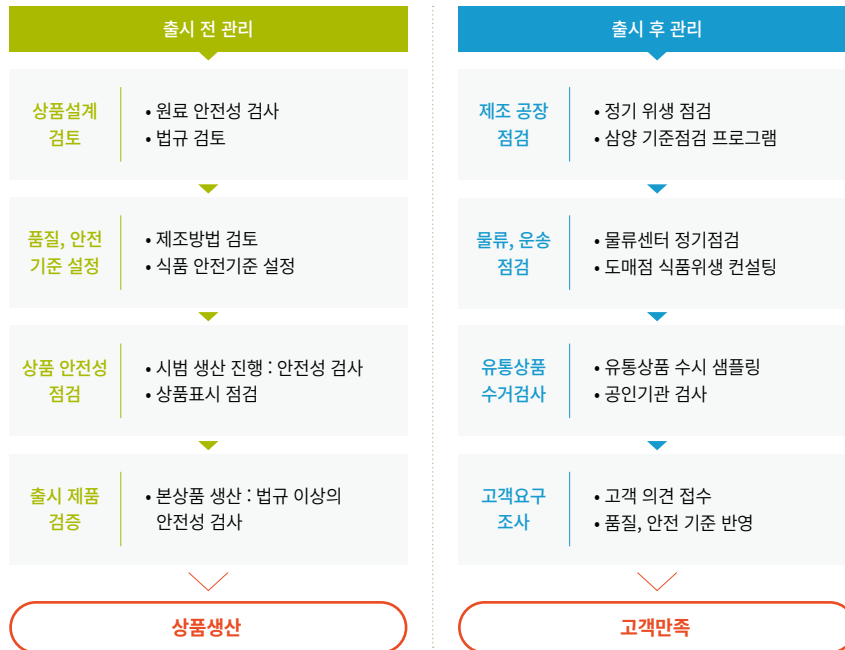 출시 전 관리
상품설계
검토
• 원료 안전성 검사
• 법규 검토
품질, 안전
기준 설정
• 제조방법 검토
• 식품 안전기준 설정
상품 안전성
점검
• 시범 생산 진행 : 안전성 검사
• 상품표시 점검
출시 제품
검증
• 본상품 생산 : 법규 이상의
안전성 검사
상품생산
출시 후 관리
제조 공장
점검
• 정기 위생 점검
• 삼양 기준점검 프로그램
물류, 운송
점검
• 물류센터 정기점검
• 도매점 식품위생 컨설팅
유통상품
수거검사
• 유통상품 수시 샘플링
• 공인기관 검사
고객요구
조사
• 고객 의견 접수
• 품질, 안전 기준 반영
고객만족